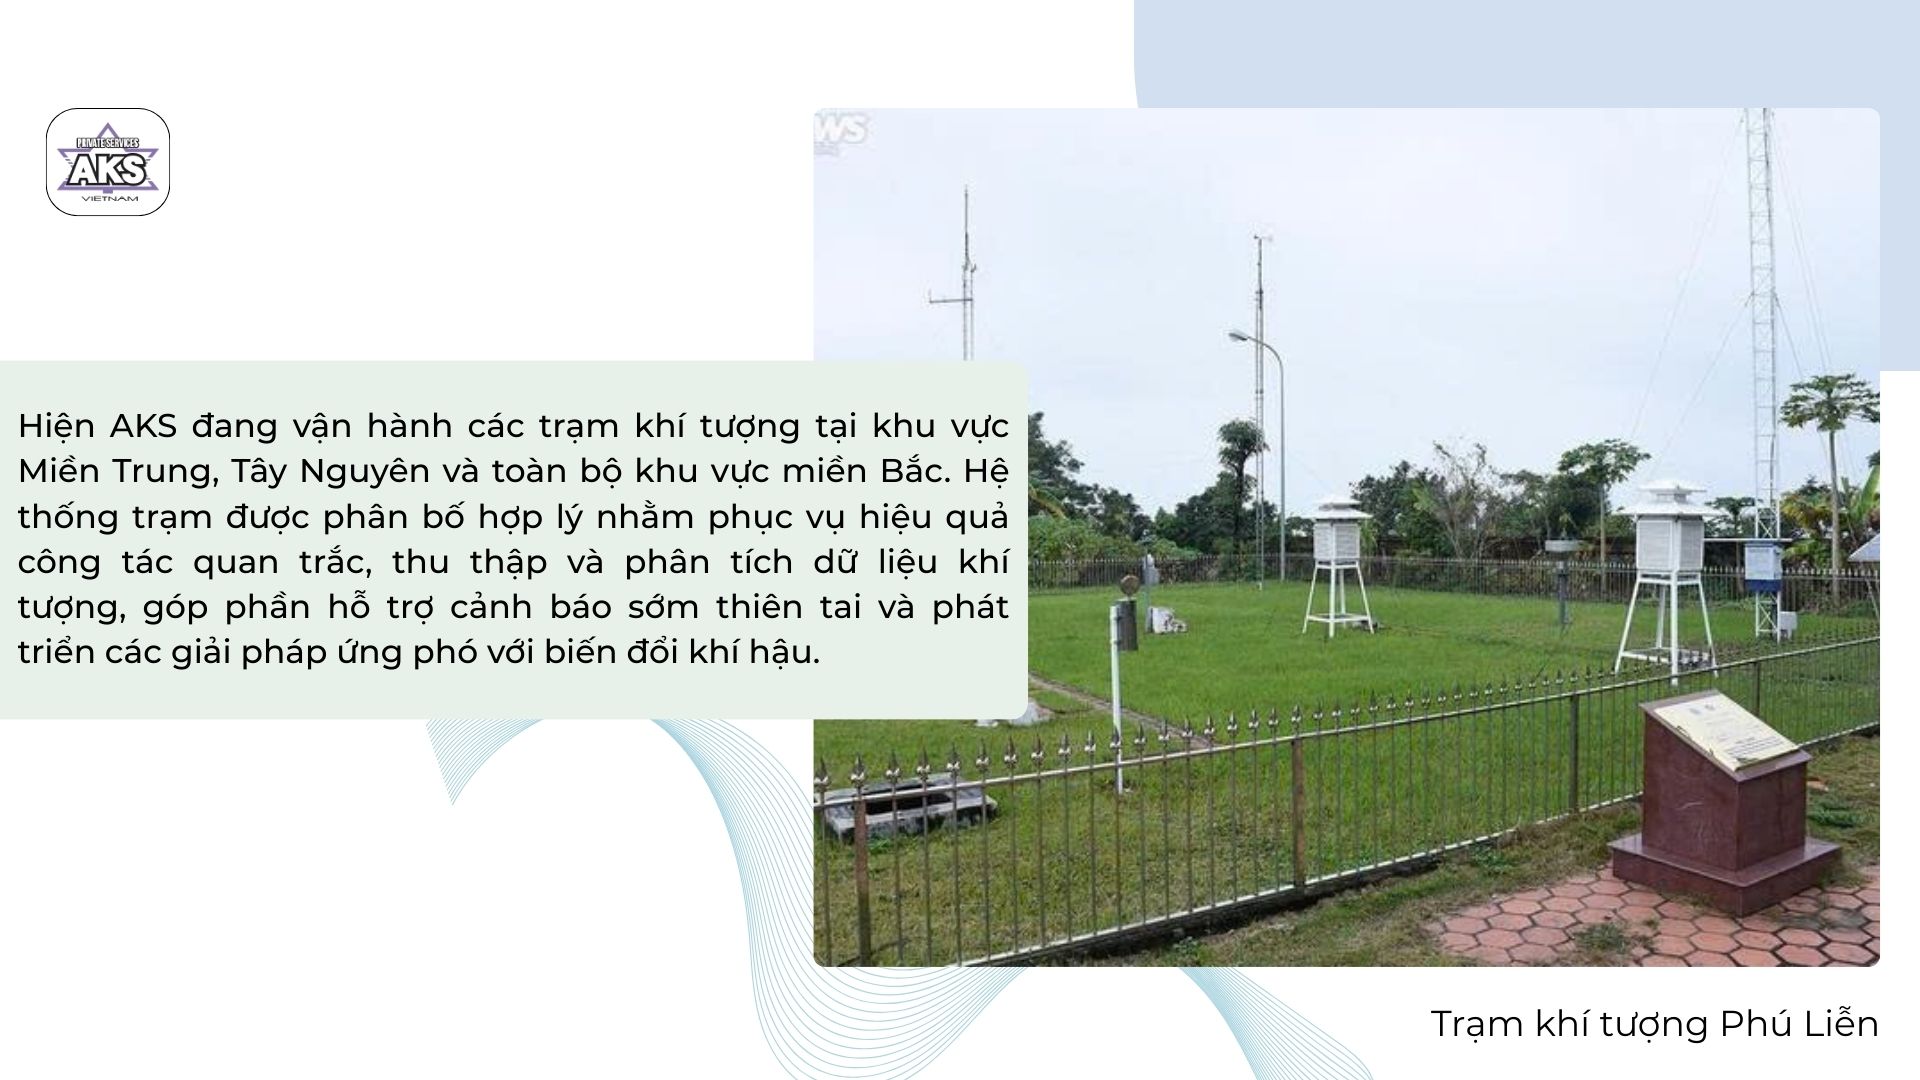 PRIVATE SERVICES
AKS
VIETNAM
WS
Hiện AKS đang vận hành các trạm khí tượng tại khu vực
Miền Trung, Tây Nguyên và toàn bộ khu vực miền Bắc. Hệ
thống trạm được phân bố hợp lý nhằm phục vụ hiệu quả
công tác quan trắc, thu thập và phân tích dữ liệu khí
tượng, góp phần hỗ trợ cảnh báo sớm thiên tai và phát
triển các giải pháp ứng phó với biến đổi khí hậu.
Trạm khí tượng Phú Liễn